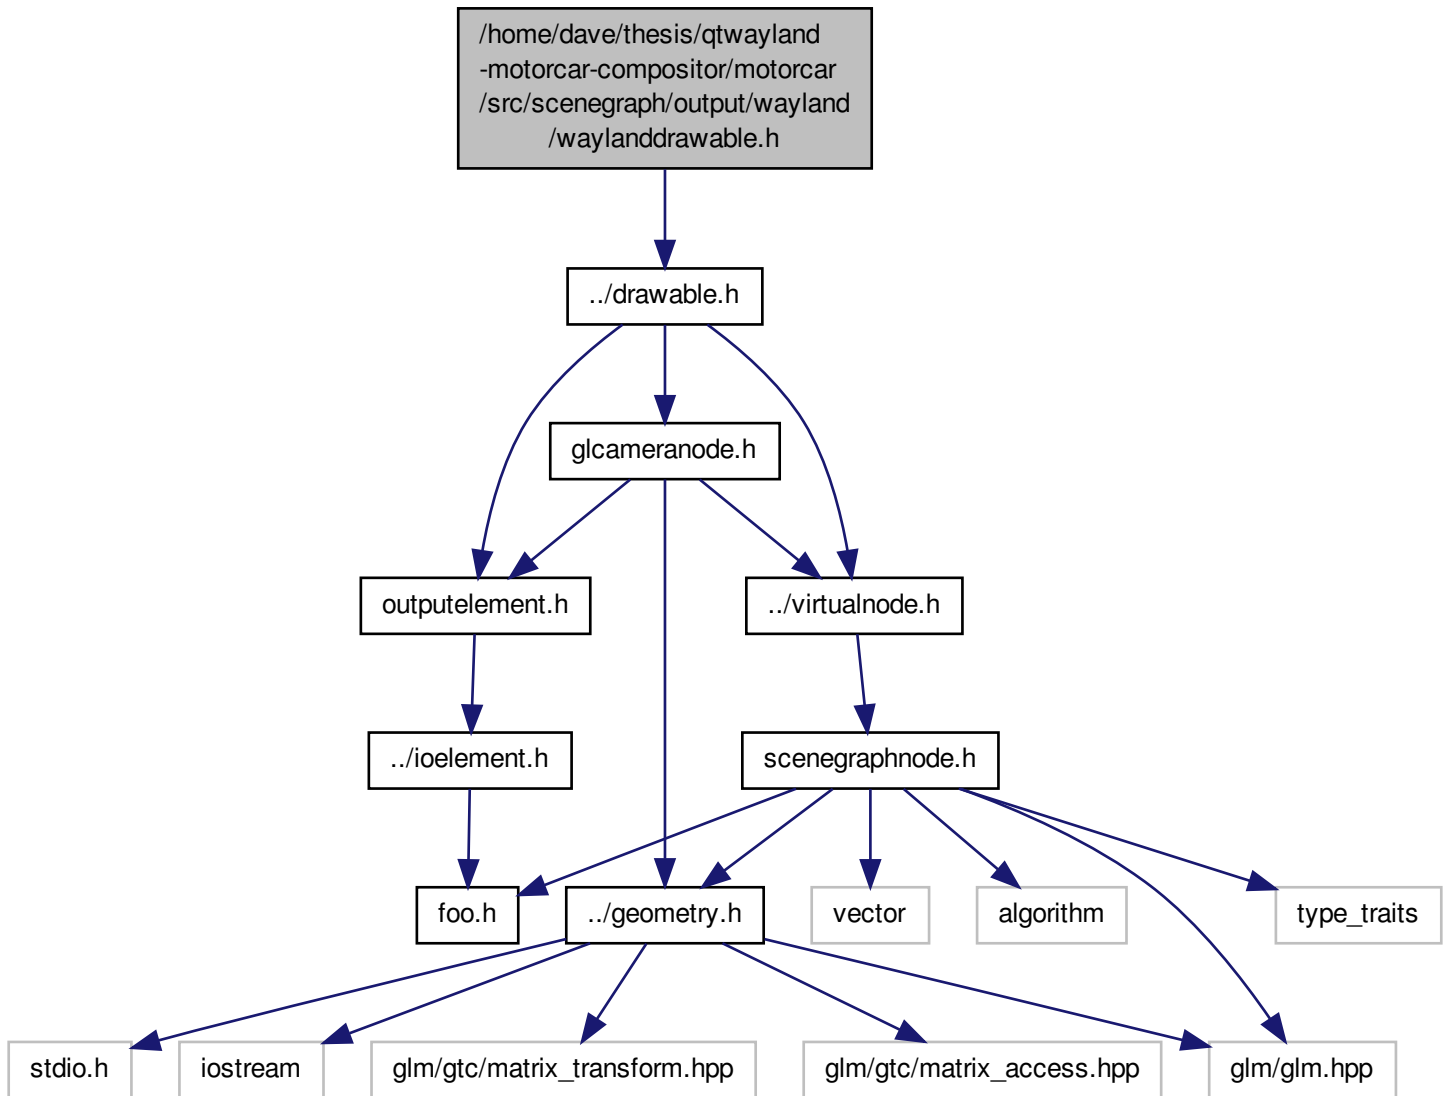 /home/dave/thesis/qtwayland
-motorcar-compositor/motorcar
/src/scenegraph/output/wayland
/waylanddrawable.h
../drawable.h
glcameranode.h
outputelement.h
../virtualnode.h
../ioelement.h
scenegraphnode.h
foo.h
../geometry.h
vector
algorithm
type_traits
stdio.h
iostream
glm/gtc/matrix_transform.hpp
glm/gtc/matrix_access.hpp
glm/glm.hpp